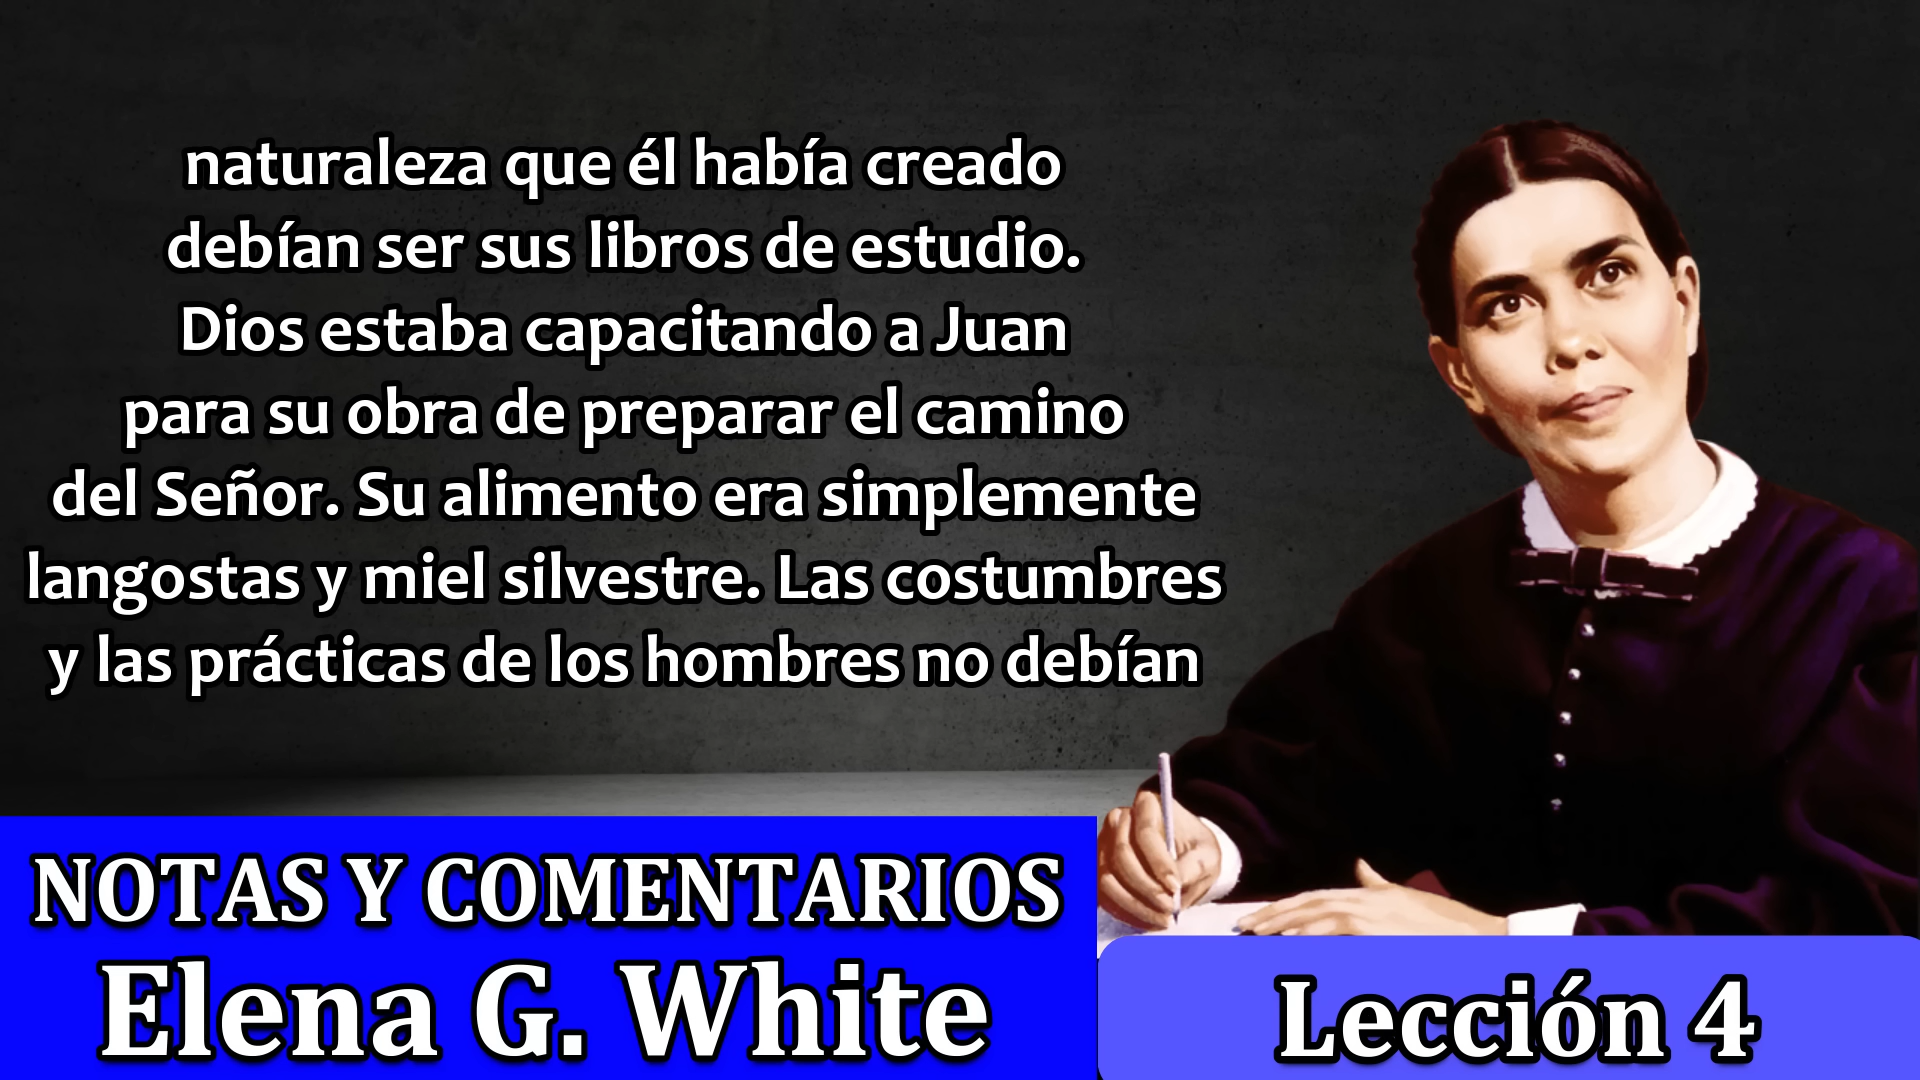 naturaleza que él había creado
debían ser sus libros de estudio.
Dios estaba capacitando a Juan
para su obra de preparar el camino
del Señor. Su alimento era simplemente
langostas y miel silvestre. Las costumbres
y las prácticas de los hombres no debían
NOTAS Y COMENTARIOS
Elena G. White
Lección 4